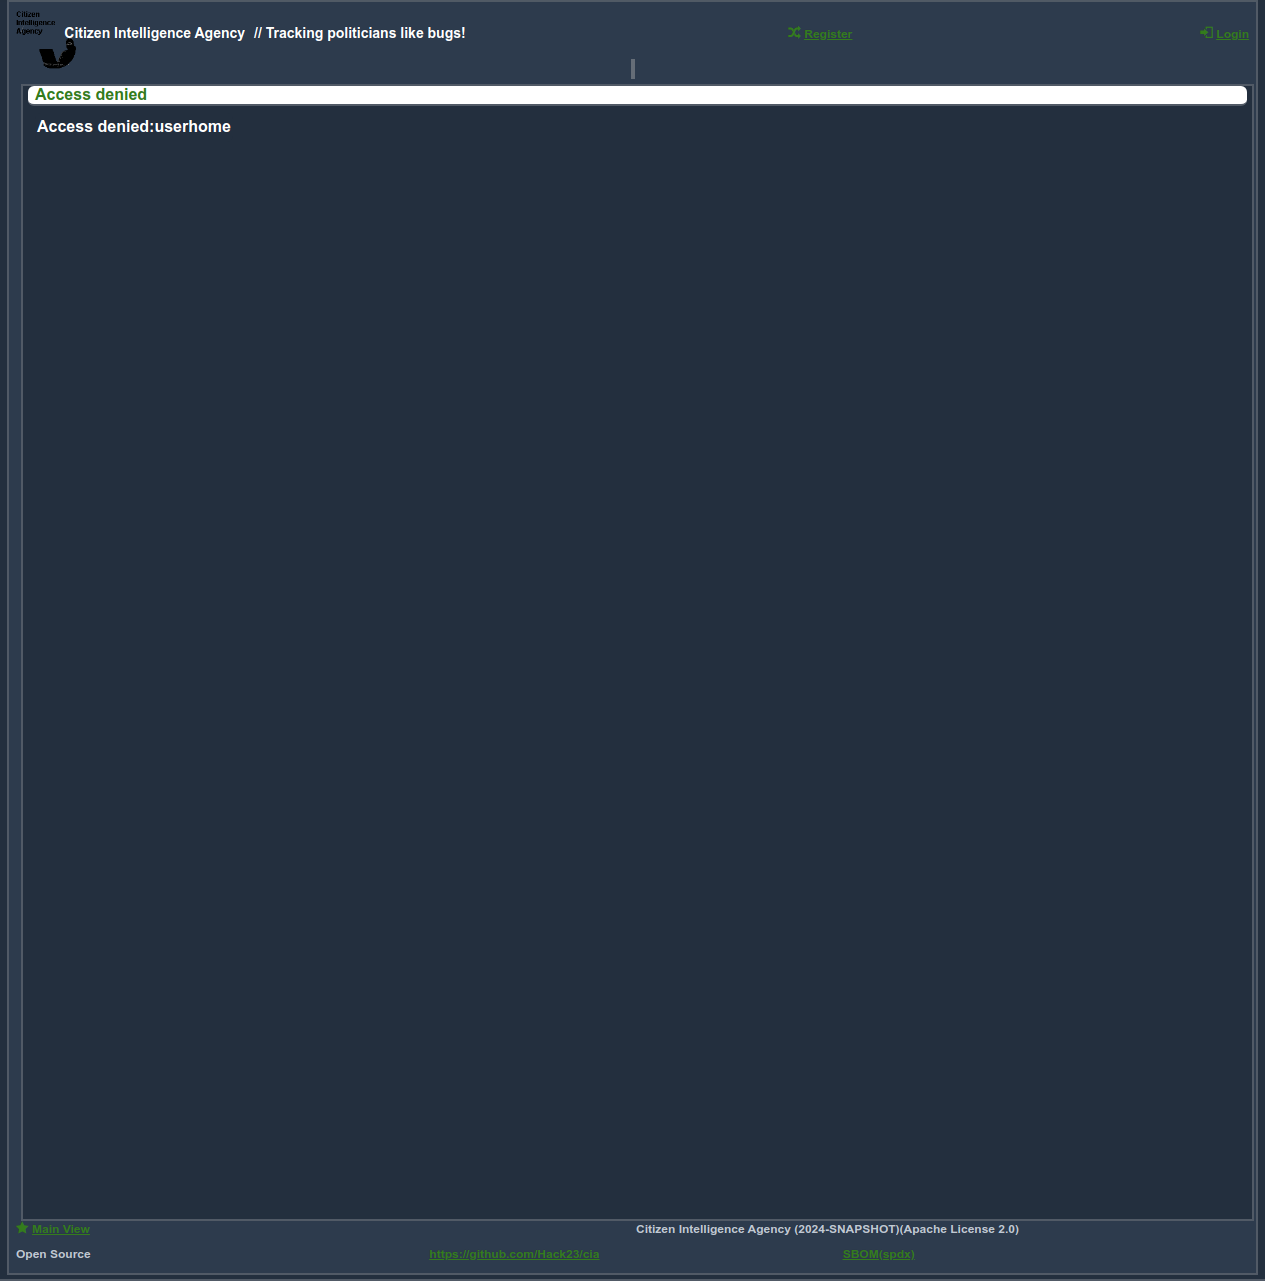 Citizen
Intelligence
Agency
Citizen Intelligence Agency // Tracking politicians like bugs!
Register
Login
Access denied
Access denied:userhome
Main View
Citizen Intelligence Agency (2024-SNAPSHOT)(Apache License 2.0)
Open Source
https://github.com/Hack23/cia
SBOM(spdx)